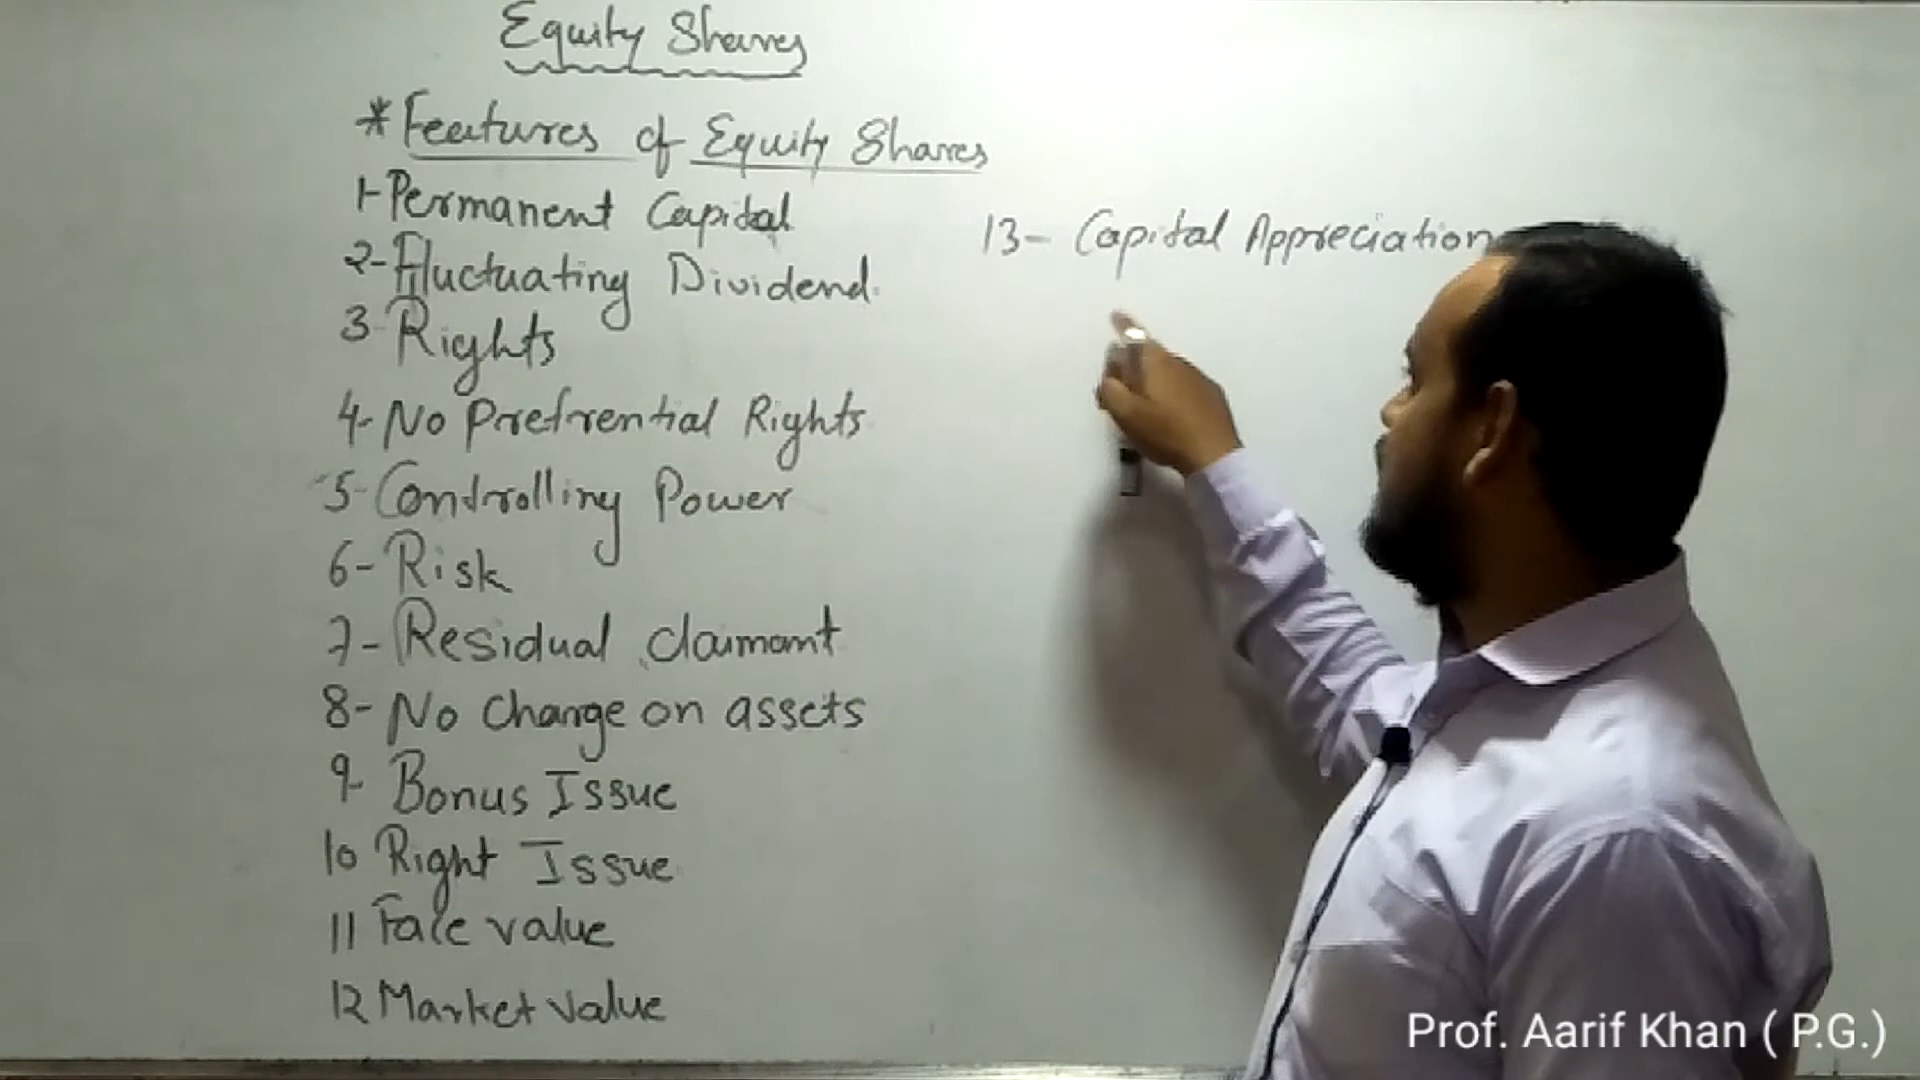 Equity Shares
*Features of Equity Shares
1-Permanent Capital
2-Fluctuating Dividend.
3-Rights
4-No Prefrential Rights
5-Controlling Power
6-Risk
7-Residual claimant
8-No Charge on assets
9-Bonus Issue
10 Right Issue
11 Face value
12 Market value
13- Capital Appreciation
Prof. Aarif Khan ( P.G.)